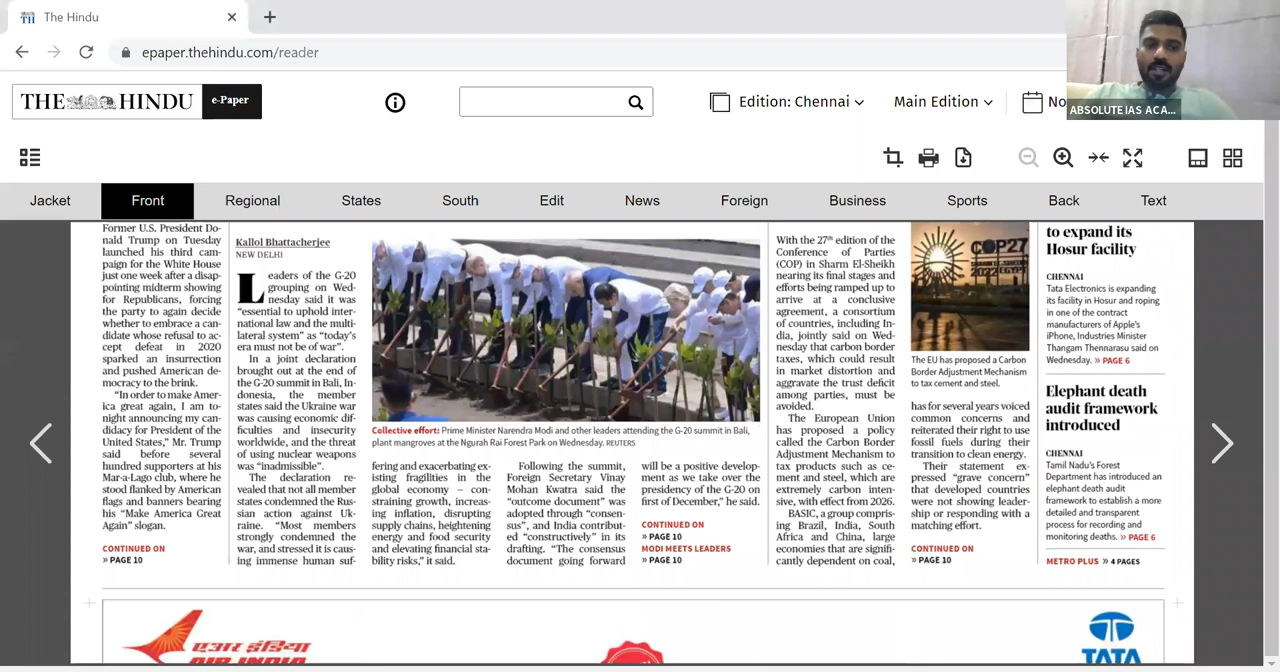 The Hindu
epaper.thehindu.com/reader
THE HINDU
e-Paper
Edition: Chennai
Main Edition
No
ABSOLUTE IAS ACA...
Jacket
Front
Regional
States
South
Edit
News
Foreign
Business
Sports
Back
Text
Former U.S. President Do-
nald Trump on Tuesday
launched his third cam-
paign for the White House
just one week after a disap-
pointing midterm showing
for Republicans, forcing
the party to again decide
whether to embrace a can-
didate whose refusal to ac-
cept defeat in 2020
sparked an insurrection
and pushed American de-
mocracy to the brink.
“In order to make Amer-
ica great again, I am to-
night announcing my can-
didacy for President of the
United States,” Mr. Trump
said before several
hundred supporters at his
Mar-a-Lago club, where he
stood flanked by American
flags and banners bearing
his “Make America Great
Again” slogan.
CONTINUED ON
» PAGE 10
Kallol Bhattacherjee
NEW DELHI
Leaders of the G-20
grouping on Wed-
nesday said it was
“essential to uphold inter-
national law and the multi-
lateral system” as “today’s
era must not be of war”.
In a joint declaration
brought out at the end of
the G-20 summit in Bali, In-
donesia, the member
states said the Ukraine war
was causing economic dif-
ficulties and insecurity
worldwide, and the threat
of using nuclear weapons
was “inadmissible”.
The declaration re-
vealed that not all member
states condemned the Rus-
sian action against Uk-
raine. “Most members
strongly condemned the
war, and stressed it is caus-
ing immense human suf-
Collective effort: Prime Minister Narendra Modi and other leaders attending the G-20 summit in Bali,
plant mangroves at the Ngurah Rai Forest Park on Wednesday. REUTERS
fering and exacerbating ex-
isting fragilities in the
global economy – con-
straining growth, increas-
ing inflation, disrupting
supply chains, heightening
energy and food security
and elevating financial sta-
bility risks,” it said.
Following the summit,
Foreign Secretary Vinay
Mohan Kwatra said the
“outcome document” was
adopted through “consen-
sus”, and India contribut-
ed “constructively” in its
drafting. “The consensus
document going forward
will be a positive develop-
ment as we take over the
presidency of the G-20 on
first of December,” he said.
CONTINUED ON
» PAGE 10
MODI MEETS LEADERS
» PAGE 10
With the 27th edition of the
Conference of Parties
(COP) in Sharm El-Sheikh
nearing its final stages and
efforts being ramped up to
arrive at a conclusive
agreement, a consortium
of countries, including In-
dia, jointly said on Wed-
nesday that carbon border
taxes, which could result
in market distortion and
aggravate the trust deficit
among parties, must be
avoided.
The European Union
has proposed a policy
called the Carbon Border
Adjustment Mechanism to
tax products such as ce-
ment and steel, which are
extremely carbon inten-
sive, with effect from 2026.
BASIC, a group compris-
ing Brazil, India, South
Africa and China, large
economies that are signifi-
cantly dependent on coal,
COP27
The EU has proposed a Carbon
Border Adjustment Mechanism
to tax cement and steel.
has for several years voiced
common concerns and
reiterated their right to use
fossil fuels during their
transition to clean energy.
Their statement ex-
pressed “grave concern”
that developed countries
were not showing leader-
ship or responding with a
matching effort.
CONTINUED ON
» PAGE 10
to expand its
Hosur facility
CHENNAI
Tata Electronics is expanding
its facility in Hosur and roping
in one of the contract
manufacturers of Apple’s
iPhone, Industries Minister
Thangam Thennarasu said on
Wednesday. » PAGE 6
Elephant death
audit framework
introduced
CHENNAI
Tamil Nadu’s Forest
Department has introduced an
elephant death audit
framework to establish a more
detailed and transparent
process for recording and
monitoring deaths. » PAGE 6
METRO PLUS » 4 PAGES
एअर इंडिया
AIR INDIA
TATA